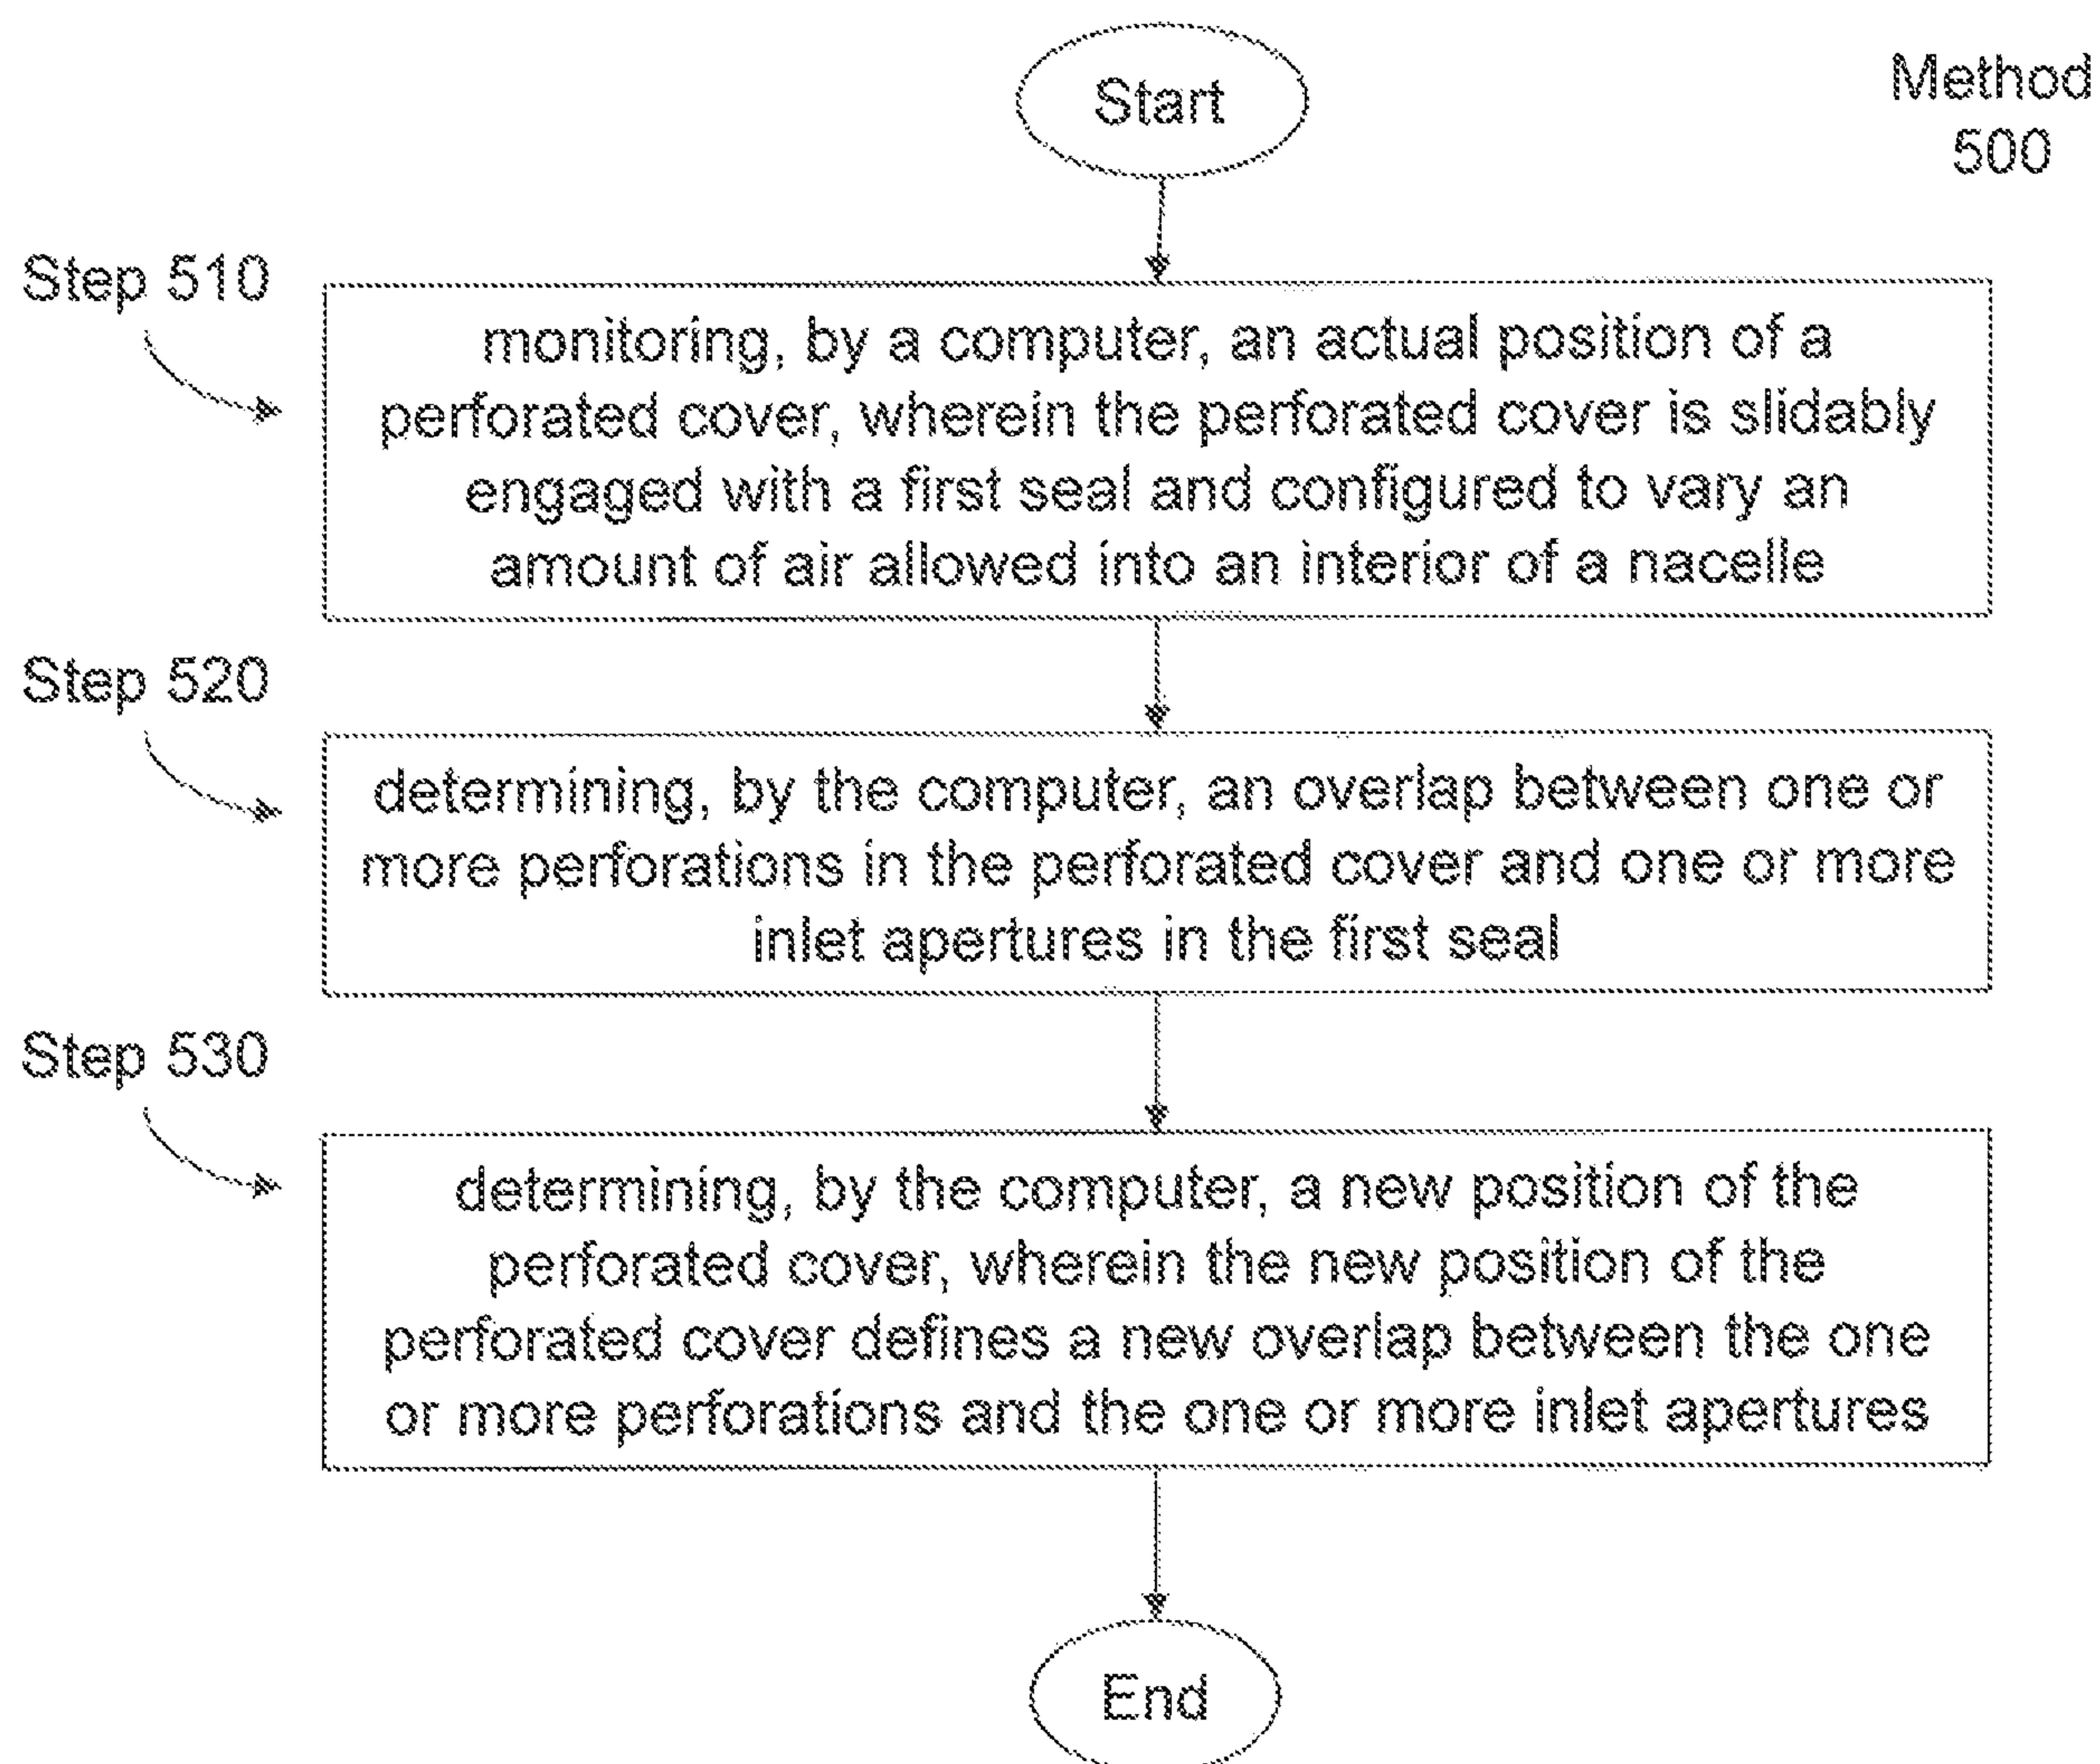 Start
Method
500
Step 510
monitoring, by a computer, an actual position of a
perforated cover, wherein the perforated cover is slidably
engaged with a first seal and configured to vary an
amount of air allowed into an interior of a nacelle
Step 520
determining, by the computer, an overlap between one or
more perforations in the perforated cover and one or more
inlet apertures in the first seal
Step 530
determining, by the computer, a new position of the
perforated cover, wherein the new position of the
perforated cover defines a new overlap between the one
or more perforations and the one or more inlet apertures
End